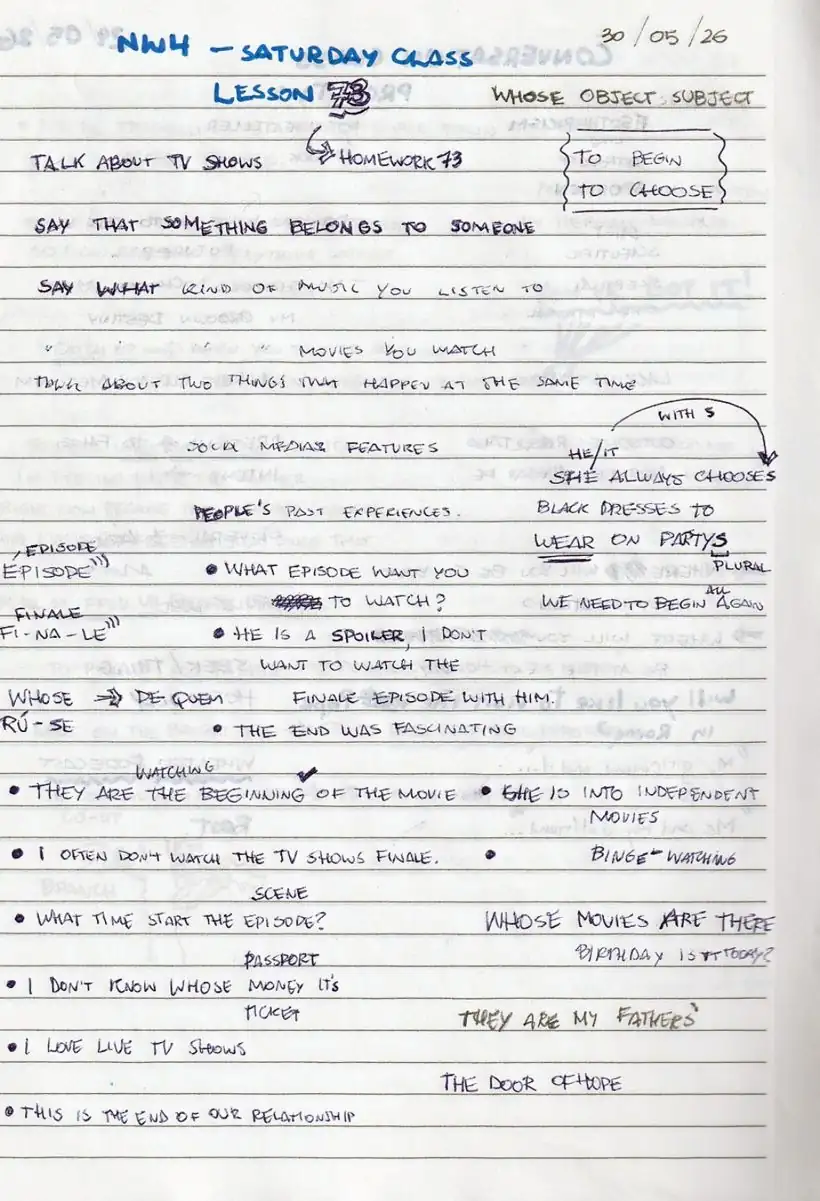 30/05/26
NW4 – SATURDAY CLASS
LESSON 73
WHOSE OBJECT : SUBJECT
TALK ABOUT TV SHOWS
HOMEWORK 73
TO BEGIN
TO CHOOSE
SAY THAT SOMETHING BELONGS TO SOMEONE
SAY WHAT KIND OF MUSIC YOU LISTEN TO
" " " " MOVIES YOU WATCH
TALK ABOUT TWO THINGS THAT HAPPEN AT THE SAME TIME
SOCIAL MEDIAS FEATURES
PEOPLE'S PAST EXPERIENCES.
WITH S
HE/IT
SHE ALWAYS CHOOSES
BLACK DRESSES TO
WEAR ON PARTYS
PLURAL
ALL
WE NEED TO BEGIN AGAIN
EPISODE
EPISODE
• WHAT EPISODE WANT YOU
TO WATCH?
FINALE
FI-NA-LE
• HE IS A SPOILER, I DON'T
WANT TO WATCH THE
FINALE EPISODE WITH HIM.
WHOSE => DE QUEM
RÚ-SE
• THE END WAS FASCINATING
WATCHING
• THEY ARE THE BEGINNING OF THE MOVIE
• SHE IS INTO INDEPENDENT
MOVIES
• I OFTEN DON'T WATCH THE TV SHOWS FINALE.
• BINGE-WATCHING
SCENE
• WHAT TIME START THE EPISODE?
WHOSE MOVIES ARE THERE
BIRTHDAY IS IT TODAY?
PASSPORT
• I DON'T KNOW WHOSE MONEY IT'S
TICKET
THEY ARE MY FATHERS'
• I LOVE LIVE TV SHOWS
THE DOOR OF HOPE
• THIS IS THE END OF OUR RELATIONSHIP